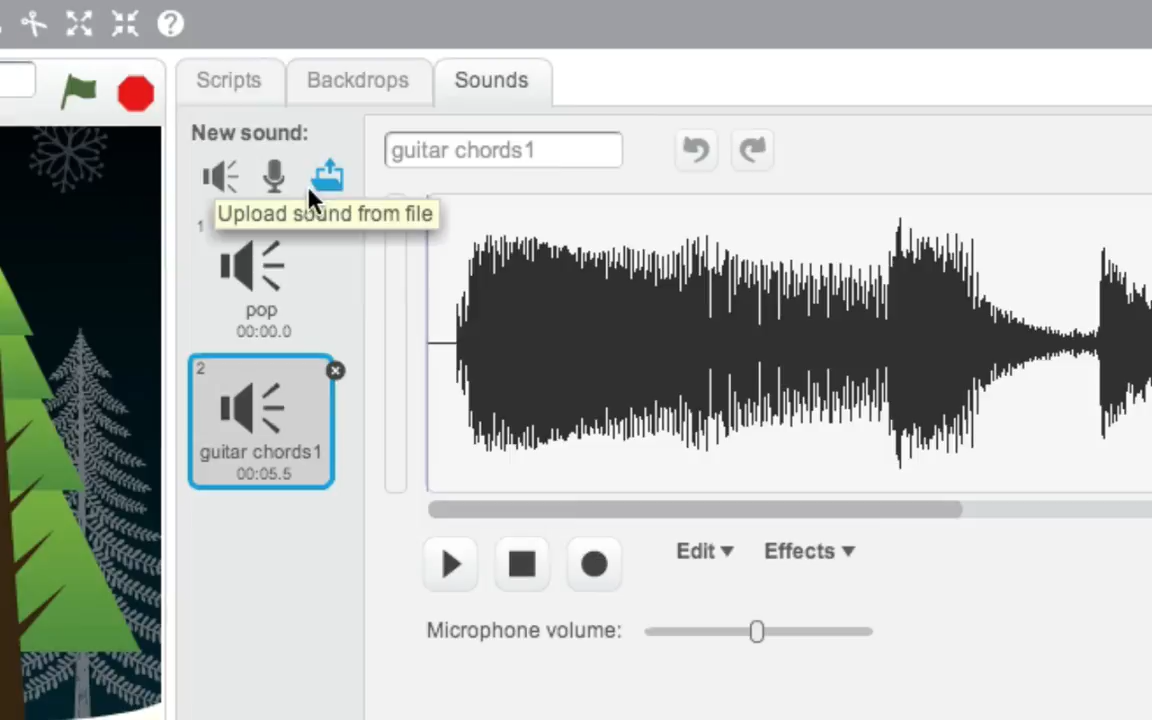 Scripts
Backdrops
Sounds
New sound:
guitar chords1
Upload sound from file
1
pop
00:00.0
2
guitar chords1
00:05.5
Edit
Effects
Microphone volume: